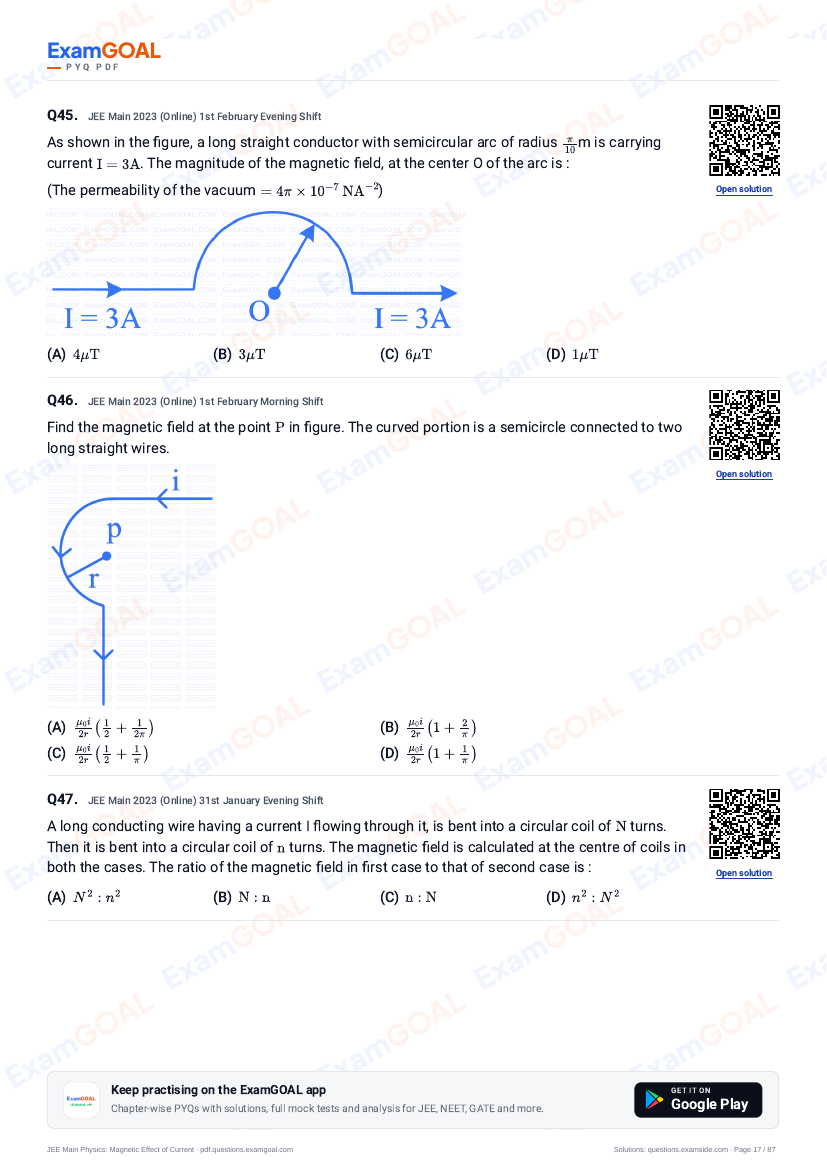 ExamGOAL
PYQ PDF
Q45. JEE Main 2023 (Online) 1st February Evening Shift
As shown in the figure, a long straight conductor with semicircular arc of radius π/10 m is carrying
current I = 3A. The magnitude of the magnetic field, at the center O of the arc is :
(The permeability of the vacuum = 4π × 10⁻⁷ NA⁻²)
Open solution
I = 3A
O
I = 3A
(A) 4μT (B) 3μT (C) 6μT (D) 1μT
Q46. JEE Main 2023 (Online) 1st February Morning Shift
Find the magnetic field at the point P in figure. The curved portion is a semicircle connected to two
long straight wires.
Open solution
i
p
r
(A) μ₀i/2r (1/2 + 1/2π) (B) μ₀i/2r (1 + 2/π)
(C) μ₀i/2r (1/2 + 1/π) (D) μ₀i/2r (1 + 1/π)
Q47. JEE Main 2023 (Online) 31st January Evening Shift
A long conducting wire having a current I flowing through it, is bent into a circular coil of N turns.
Then it is bent into a circular coil of n turns. The magnetic field is calculated at the centre of coils in
both the cases. The ratio of the magnetic field in first case to that of second case is :
Open solution
(A) N² : n² (B) N : n (C) n : N (D) n² : N²
ExamGOAL
Keep practising on the ExamGOAL app
Chapter-wise PYQs with solutions, full mock tests and analysis for JEE, NEET, GATE and more.
GET IT ON
Google Play
JEE Main Physics: Magnetic Effect of Current · pdf.questions.examgoal.com
Solutions: questions.examside.com · Page 17 / 87